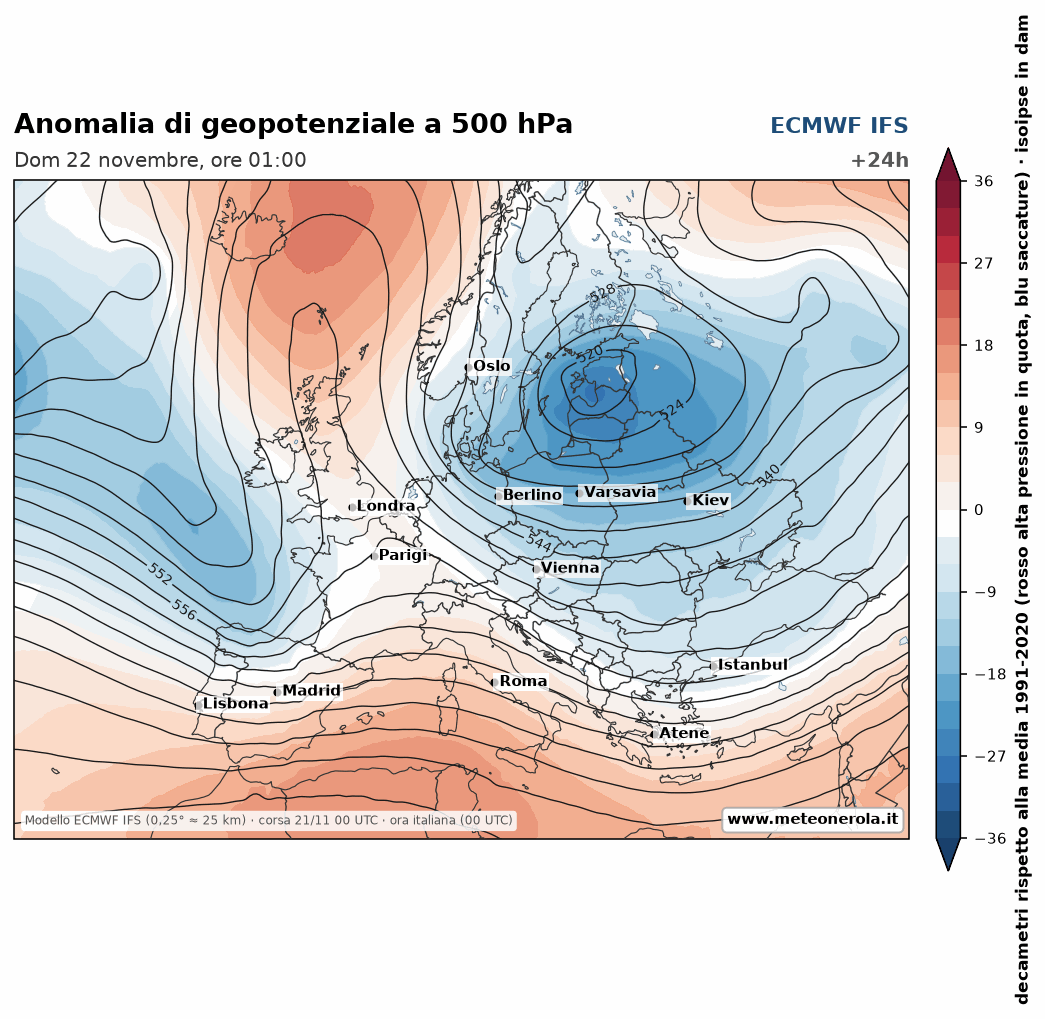 Anomalia di geopotenziale a 500 hPa
ECMWF IFS
Dom 22 novembre, ore 01:00
+24h
528
520
524
540
544
552
556
Oslo
Londra
Berlino
Varsavia
Kiev
Parigi
Vienna
Istanbul
Roma
Madrid
Lisbona
Atene
Modello ECMWF IFS (0,25° ≈ 25 km) · corsa 21/11 00 UTC · ora italiana (00 UTC)
www.meteonerola.it
36
27
18
9
0
−9
−18
−27
−36
decametri rispetto alla media 1991-2020 (rosso alta pressione in quota, blu saccature) · isoipse in dam